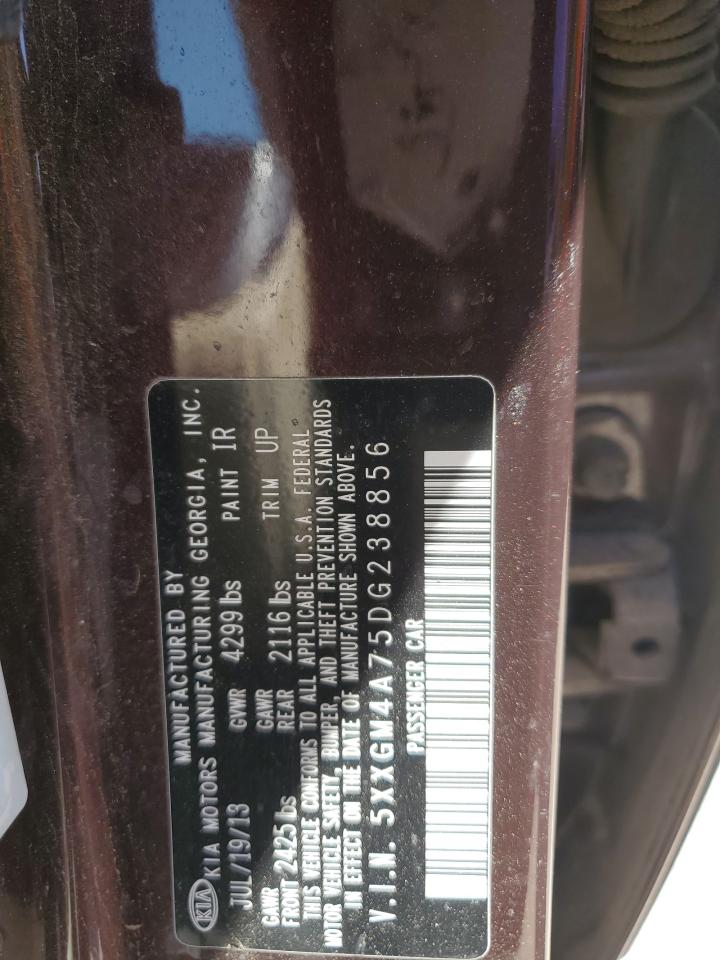 MANUFACTURED BY
KIA KIA MOTORS MANUFACTURING GEORGIA, INC.
JUL/19/13 GVWR 4299 lbs PAINT IR
GAWR FRONT 2425 lbs GAWR REAR 2116 lbs TRIM UP
THIS VEHICLE CONFORMS TO ALL APPLICABLE U.S.A. FEDERAL
MOTOR VEHICLE SAFETY, BUMPER, AND THEFT PREVENTION STANDARDS
IN EFFECT ON THE DATE OF MANUFACTURE SHOWN ABOVE.
V.I.N. 5XXGM4A75DG238856
PASSENGER CAR